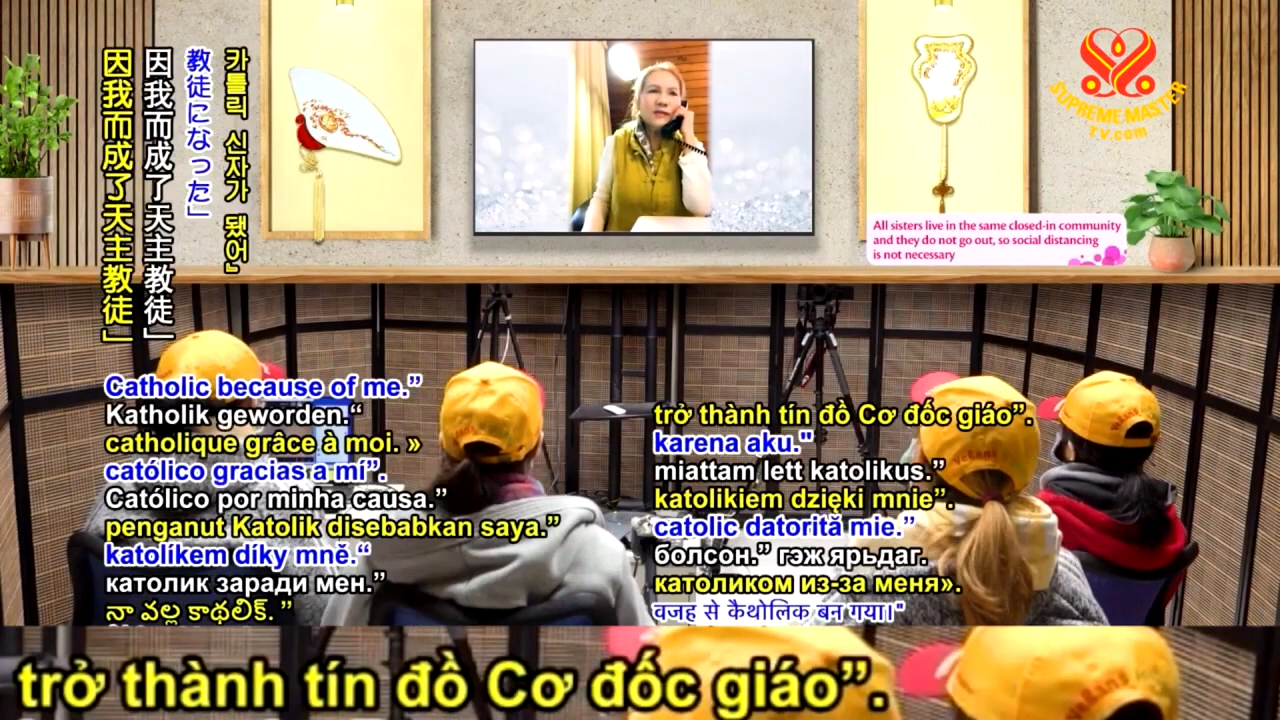 카톨릭 신자가 됐어』
教徒になった」
因我而成了天主教徒」
因我而成了天主教徒」
SUPREME MASTER
TV.com
All sisters live in the same closed-in community
and they do not go out, so social distancing
is not necessary
Catholic because of me.”
Katholik geworden.“
catholique grâce à moi. »
católico gracias a mí”.
Católico por minha causa.”
penganut Katolik disebabkan saya.”
katolíkem díky mně.“
католик заради мен.”
నా వల్ల కాథలిక్. ”
trở thành tín đồ Cơ đốc giáo”.
karena aku."
miattam lett katolikus.”
katolikiem dzięki mnie”.
catolic datorită mie.”
болсон.” гэж ярьдаг.
католиком из-за меня».
वजह से कैथोलिक बन गया।"
trở thành tín đồ Cơ đốc giáo”.